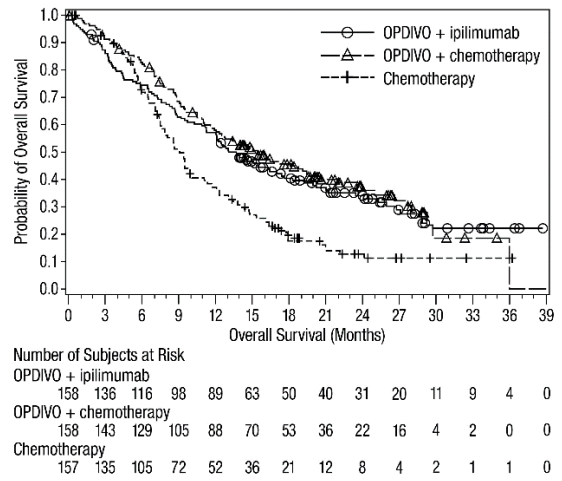 Probability of Overall Survival
1.0
0.9
0.8
0.7
0.6
0.5
0.4
0.3
0.2
0.1
0.0
OPDIVO + ipilimumab
OPDIVO + chemotherapy
Chemotherapy
0 3 6 9 12 15 18 21 24 27 30 33 36 39
Overall Survival (Months)
Number of Subjects at Risk
OPDIVO + ipilimumab
158 136 116 98 89 63 50 40 31 20 11 9 4 0
OPDIVO + chemotherapy
158 143 129 105 88 70 53 36 22 16 4 2 0 0
Chemotherapy
157 135 105 72 52 36 21 12 8 4 2 1 1 0